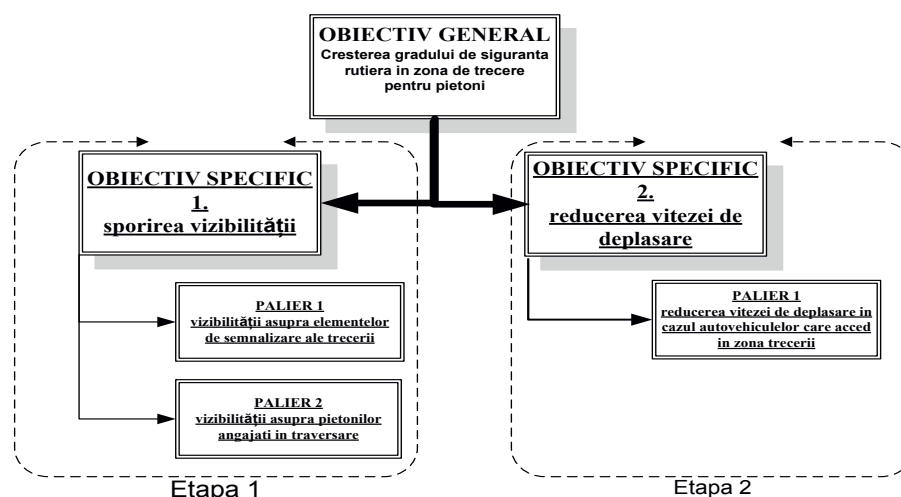 OBIECTIV GENERAL
Cresterea gradului de siguranta
rutiera in zona de trecere
pentru pietoni
OBIECTIV SPECIFIC
1.
sporirea vizibilității
PALIER 1
vizibilității asupra elementelor
de semnalizare ale trecerii
PALIER 2
vizibilității asupra pietonilor
angajati in traversare
Etapa 1
OBIECTIV SPECIFIC
2.
reducerea vitezei de
deplasare
PALIER 1
reducerea vitezei de deplasare in
cazul autovehiculelor care acced
in zona trecerii
Etapa 2